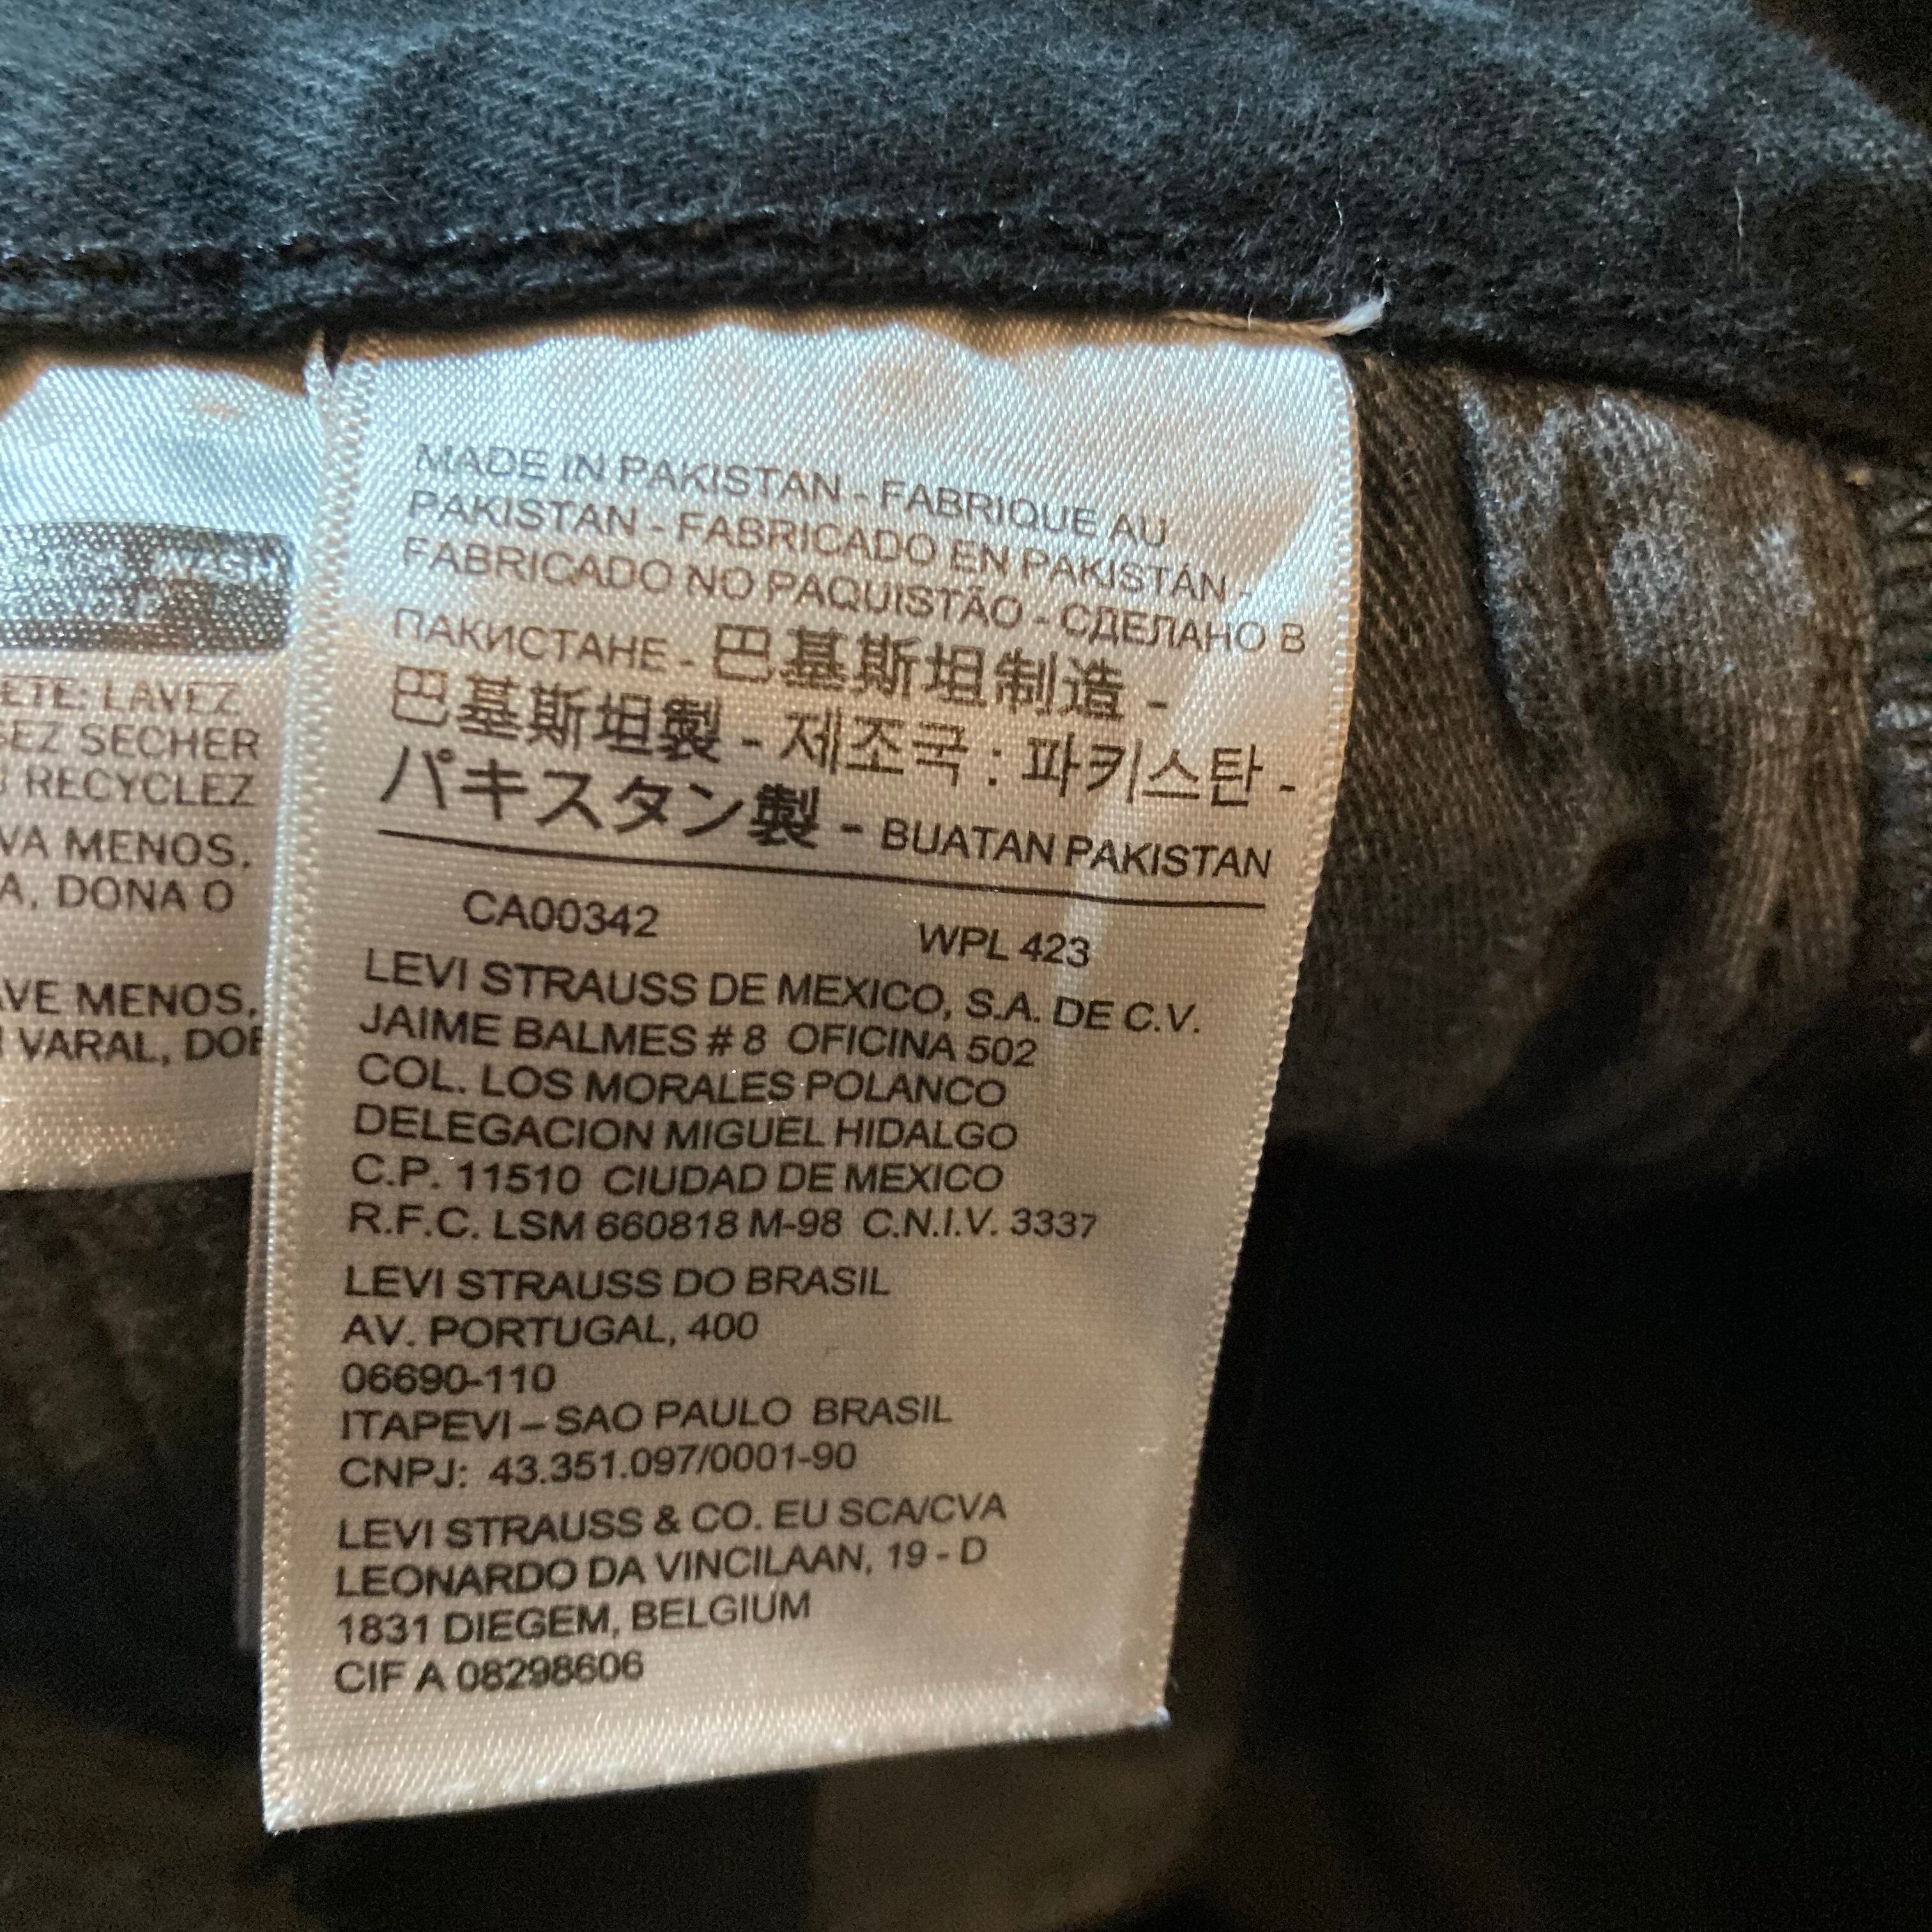 MADE IN PAKISTAN - FABRIQUE AU
PAKISTAN - FABRICADO EN PAKISTÁN -
FABRICADO NO PAQUISTÃO - СДЕЛАНО В
ПАКИСТАНЕ - 巴基斯坦制造 -
巴基斯坦製 - 제조국 : 파키스탄 -
パキスタン製 - BUATAN PAKISTAN
CA00342 WPL 423
LEVI STRAUSS DE MEXICO, S.A. DE C.V.
JAIME BALMES # 8 OFICINA 502
COL. LOS MORALES POLANCO
DELEGACION MIGUEL HIDALGO
C.P. 11510 CIUDAD DE MEXICO
R.F.C. LSM 660818 M-98 C.N.I.V. 3337
LEVI STRAUSS DO BRASIL
AV. PORTUGAL, 400
06690-110
ITAPEVI – SAO PAULO BRASIL
CNPJ: 43.351.097/0001-90
LEVI STRAUSS & CO. EU SCA/CVA
LEONARDO DA VINCILAAN, 19 - D
1831 DIEGEM, BELGIUM
CIF A 08298606
LAVEZ
SECHER
RECYCLEZ
MENOS,
DONA O
MENOS,
VARAL,